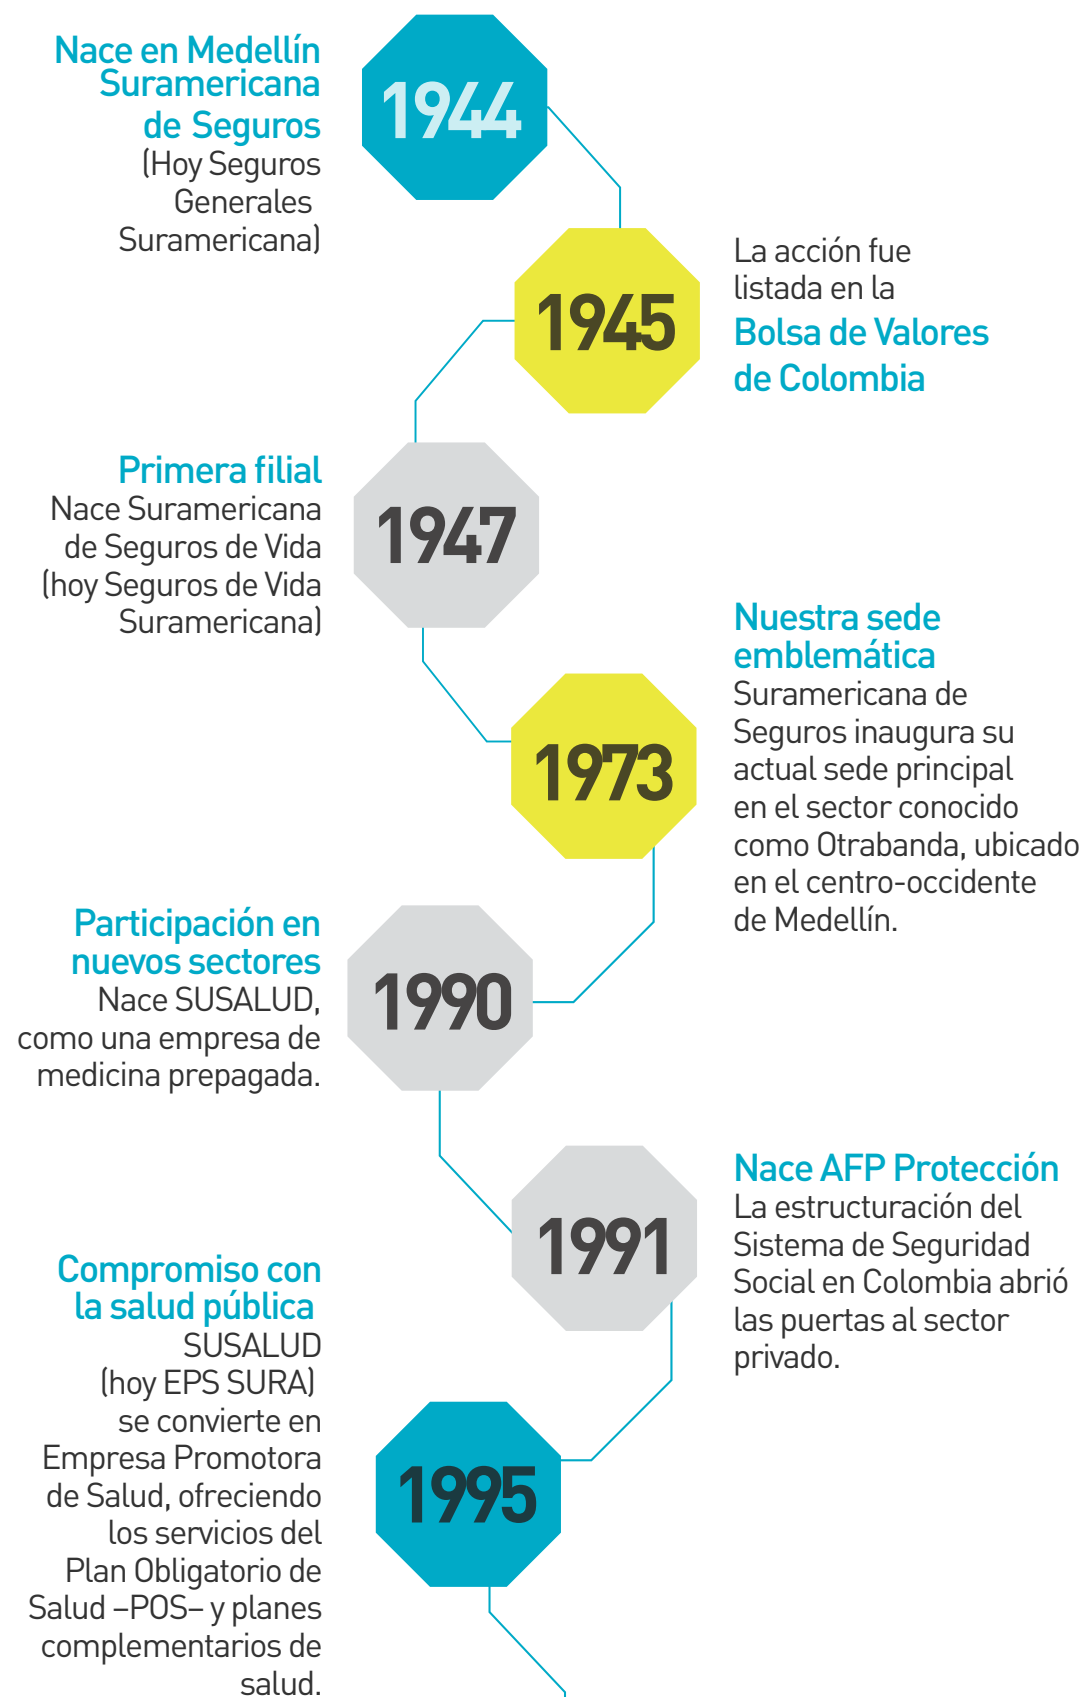 Nace en Medellín
Suramericana
de Seguros
(Hoy Seguros
Generales
Suramericana)
1944
1945
La acción fue
listada en la
Bolsa de Valores
de Colombia
Primera filial
Nace Suramericana
de Seguros de Vida
(hoy Seguros de Vida
Suramericana)
1947
1973
Nuestra sede
emblemática
Suramericana de
Seguros inaugura su
actual sede principal
en el sector conocido
como Otrabanda, ubicado
en el centro-occidente
de Medellín.
Participación en
nuevos sectores
Nace SUSALUD,
como una empresa de
medicina prepagada.
1990
1991
Nace AFP Protección
La estructuración del
Sistema de Seguridad
Social en Colombia abrió
las puertas al sector
privado.
Compromiso con
la salud pública
SUSALUD
(hoy EPS SURA)
se convierte en
Empresa Promotora
de Salud, ofreciendo
los servicios del
Plan Obligatorio de
Salud –POS– y planes
complementarios de
salud.
1995